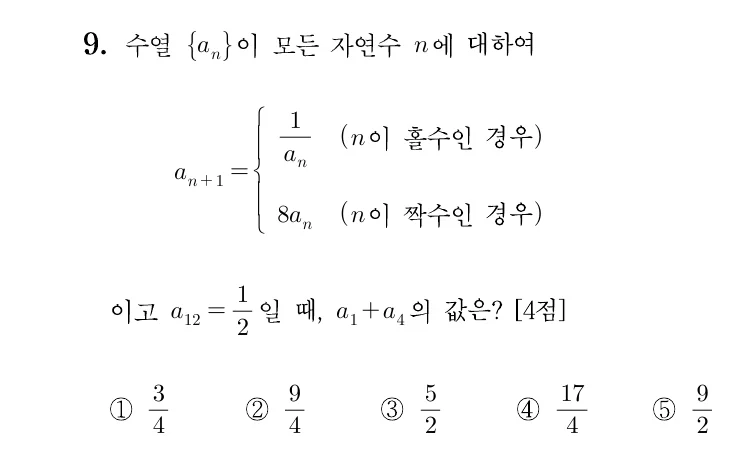 9. 수열 {aₙ}이 모든 자연수 n에 대하여
aₙ₊₁ = { 1/aₙ (n이 홀수인 경우)
8aₙ (n이 짝수인 경우)
이고 a₁₂ = 1/2 일 때, a₁+a₄의 값은? [4점]
① 3/4 ② 9/4 ③ 5/2 ④ 17/4 ⑤ 9/2